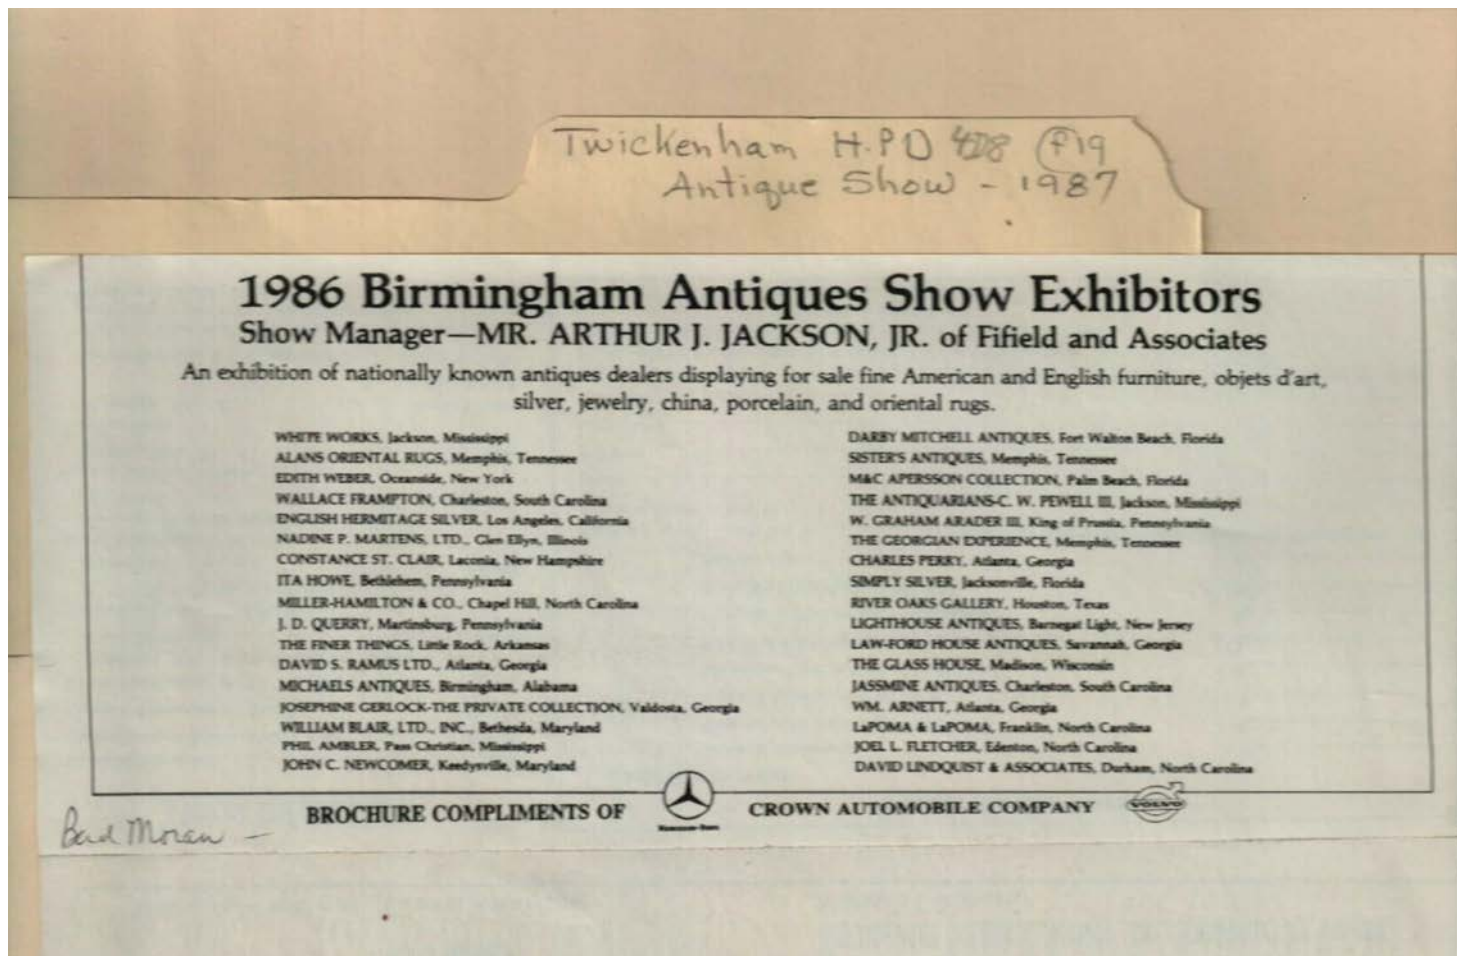 Twickenham H.P.D 428 f19
Antique Show - 1987
1986 Birmingham Antiques Show Exhibitors
Show Manager—MR. ARTHUR J. JACKSON, JR. of Fifield and Associates
An exhibition of nationally known antiques dealers displaying for sale fine American and English furniture, objets d'art,
silver, jewelry, china, porcelain, and oriental rugs.
WHITE WORKS, Jackson, Mississippi
ALANS ORIENTAL RUGS, Memphis, Tennessee
EDITH WEBER, Oceanside, New York
WALLACE FRAMPTON, Charleston, South Carolina
ENGLISH HERMITAGE SILVER, Los Angeles, California
NADINE P. MARTENS, LTD., Glen Ellyn, Illinois
CONSTANCE ST. CLAIR, Laconia, New Hampshire
ITA HOWE, Bethlehem, Pennsylvania
MILLER-HAMILTON & CO., Chapel Hill, North Carolina
J. D. QUERRY, Martinsburg, Pennsylvania
THE FINER THINGS, Little Rock, Arkansas
DAVID S. RAMUS LTD., Atlanta, Georgia
MICHAELS ANTIQUES, Birmingham, Alabama
JOSEPHINE GERLOCK-THE PRIVATE COLLECTION, Valdosta, Georgia
WILLIAM BLAIR, LTD., INC., Bethesda, Maryland
PHIL AMBLER, Pass Christian, Mississippi
JOHN C. NEWCOMER, Keedysville, Maryland
DARBY MITCHELL ANTIQUES, Fort Walton Beach, Florida
SISTER'S ANTIQUES, Memphis, Tennessee
M&C APERSSON COLLECTION, Palm Beach, Florida
THE ANTIQUARIANS-C. W. PEWELL III, Jackson, Mississippi
W. GRAHAM ARADER III, King of Prussia, Pennsylvania
THE GEORGIAN EXPERIENCE, Memphis, Tennessee
CHARLES PERRY, Atlanta, Georgia
SIMPLY SILVER, Jacksonville, Florida
RIVER OAKS GALLERY, Houston, Texas
LIGHTHOUSE ANTIQUES, Barnegat Light, New Jersey
LAW-FORD HOUSE ANTIQUES, Savannah, Georgia
THE GLASS HOUSE, Madison, Wisconsin
JASSMINE ANTIQUES, Charleston, South Carolina
WM. ARNETT, Atlanta, Georgia
LaPOMA & LaPOMA, Franklin, North Carolina
JOEL L. FLETCHER, Edenton, North Carolina
DAVID LINDQUIST & ASSOCIATES, Durham, North Carolina
BROCHURE COMPLIMENTS OF
Mercedes-Benz
CROWN AUTOMOBILE COMPANY
VOLVO
Moran —